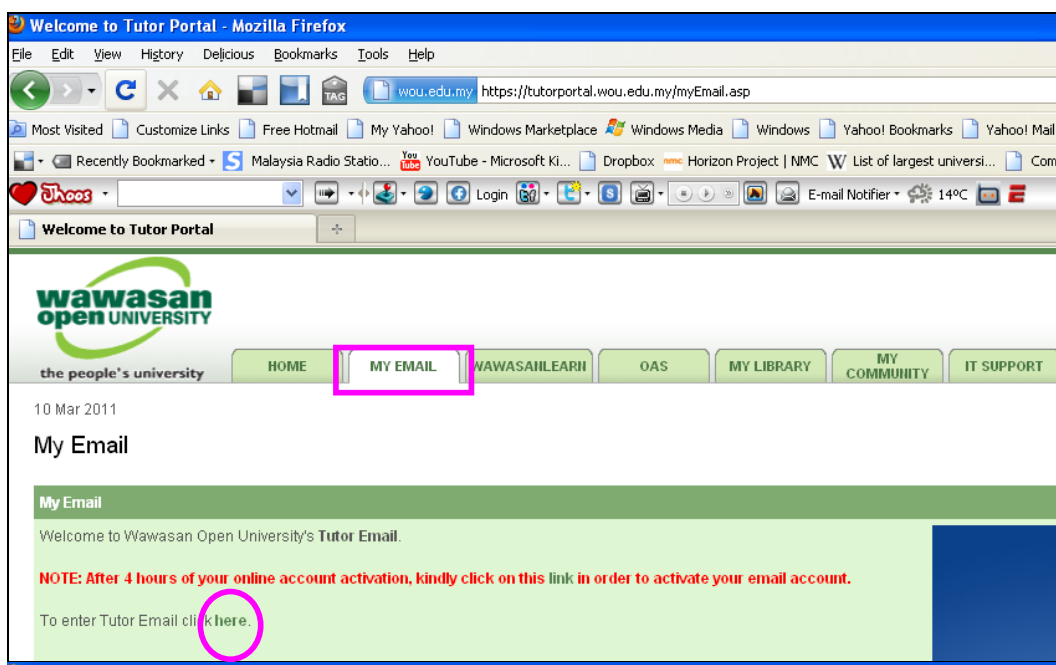 Welcome to Tutor Portal - Mozilla Firefox
File Edit View History Delicious Bookmarks Tools Help
TAG wou.edu.my https://tutorportal.wou.edu.my/myEmail.asp
Most Visited Customize Links Free Hotmail My Yahoo! Windows Marketplace Windows Media Windows Yahoo! Bookmarks Yahoo! Mail
Recently Bookmarked S Malaysia Radio Statio... You Tube YouTube - Microsoft Ki... Dropbox nmc Horizon Project | NMC W List of largest universi... Com
Login E-mail Notifier 14ºC
Welcome to Tutor Portal
wawasan
open UNIVERSITY
the people's university
HOME MY EMAIL WAWASANLEARN OAS MY LIBRARY MY COMMUNITY IT SUPPORT
10 Mar 2011
My Email
My Email
Welcome to Wawasan Open University's Tutor Email.
NOTE: After 4 hours of your online account activation, kindly click on this link in order to activate your email account.
To enter Tutor Email click here.